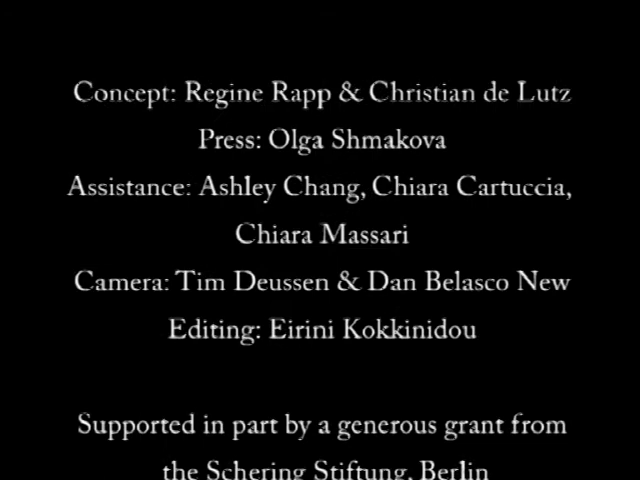 Concept: Regine Rapp & Christian de Lutz
Press: Olga Shmakova
Assistance: Ashley Chang, Chiara Cartuccia,
Chiara Massari
Camera: Tim Deussen & Dan Belasco New
Editing: Eirini Kokkinidou
Supported in part by a generous grant from
the Schering Stiftung, Berlin